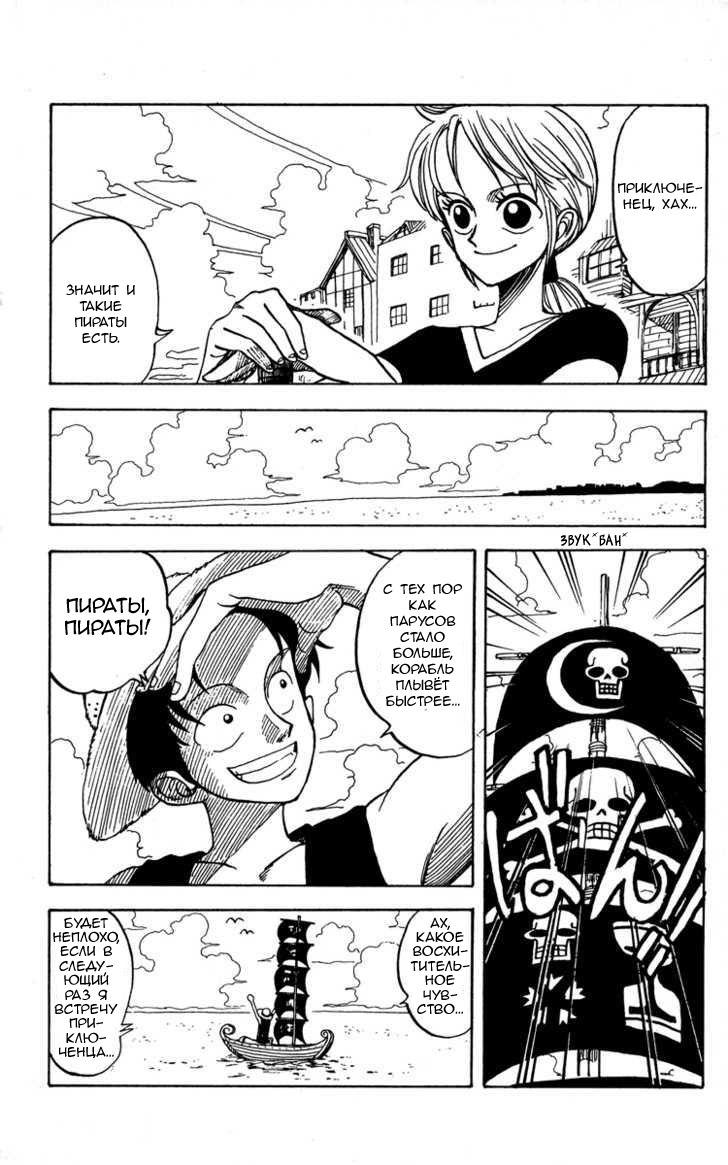 ПРИКЛЮЧЕ-
НЕЦ, ХАХ...
ЗНАЧИТ И
ТАКИЕ
ПИРАТЫ
ЕСТЬ.
ЗВУК "БАН"
ばん!!
С ТЕХ ПОР
КАК
ПАРУСОВ
СТАЛО
БОЛЬШЕ,
КОРАБЛЬ
ПЛЫВЁТ
БЫСТРЕЕ...
ПИРАТЫ,
ПИРАТЫ!
АХ,
КАКОЕ
ВОСХИ-
ТИТЕЛЬ-
НОЕ
ЧУВ-
СТВО...
БУДЕТ
НЕПЛОХО,
ЕСЛИ В
СЛЕДУ-
ЮЩИЙ
РАЗ Я
ВСТРЕЧУ
ПРИ-
КЛЮ-
ЧЕНЦА...